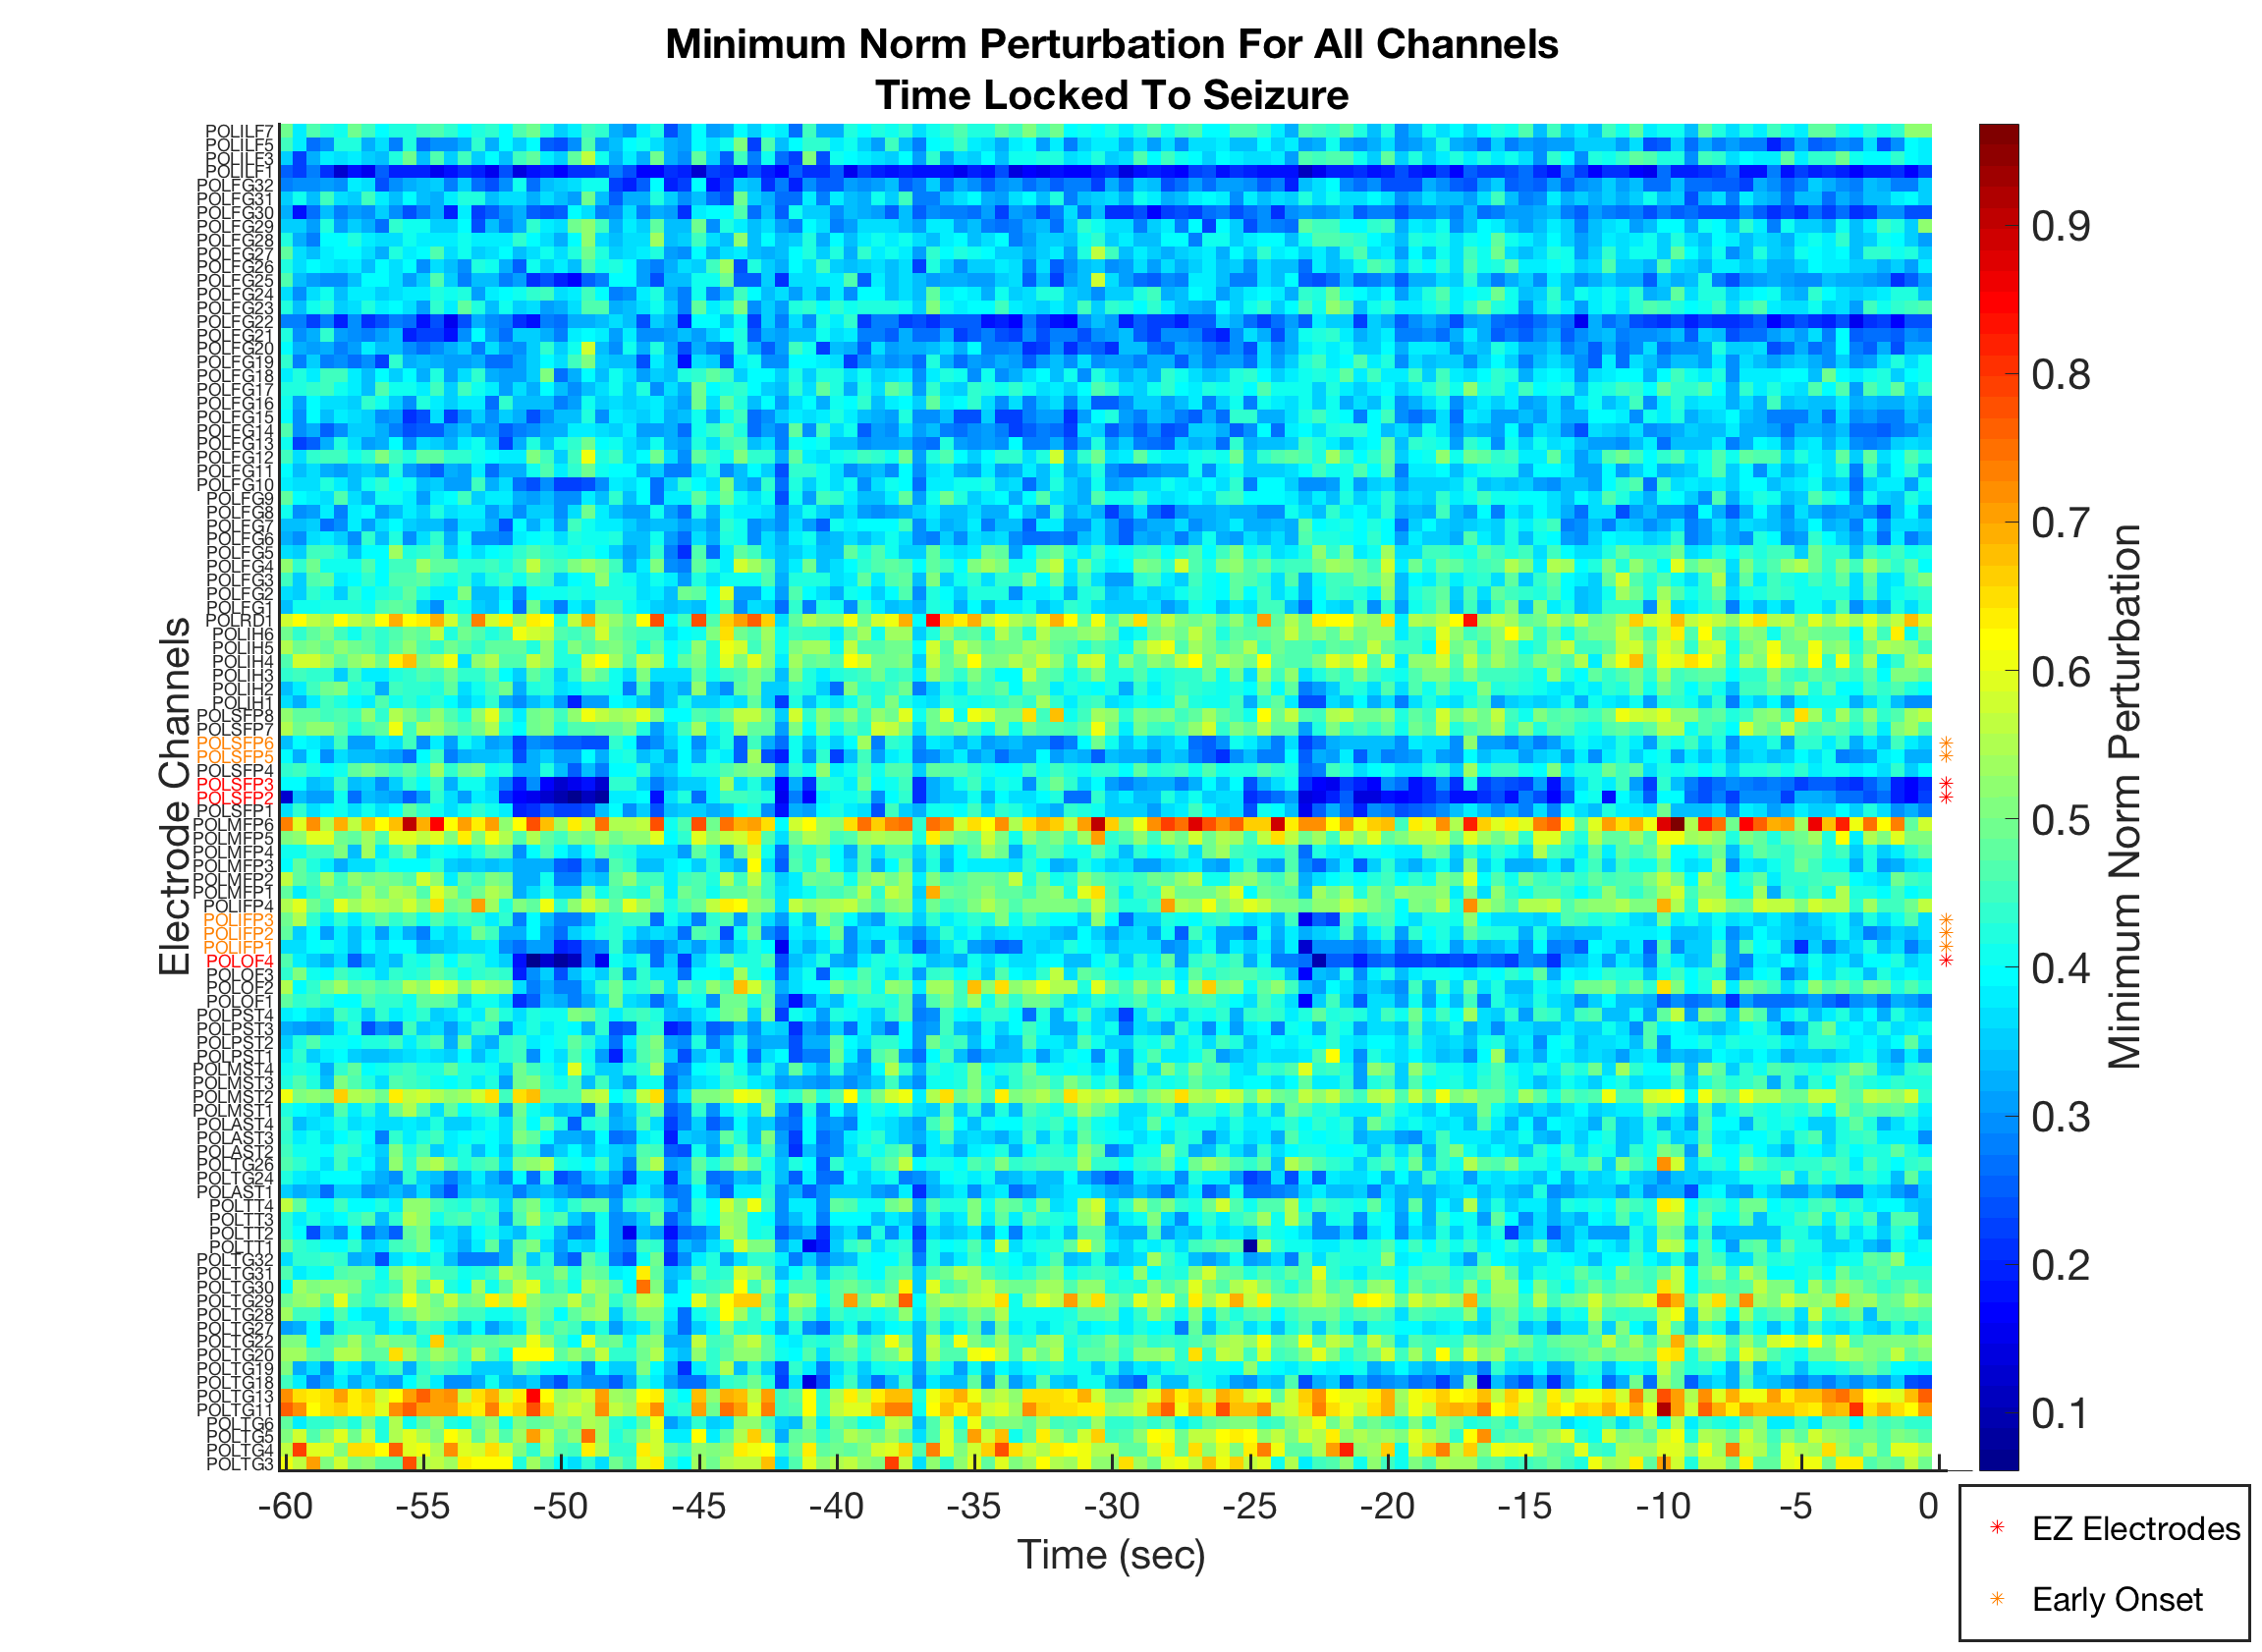 Minimum Norm Perturbation For All Channels
Time Locked To Seizure
Electrode Channels
POLILF7
POLILF5
POLILF3
POLILF1
POLFG32
POLFG31
POLFG30
POLFG29
POLFG28
POLFG27
POLFG26
POLFG25
POLFG24
POLFG23
POLFG22
POLFG21
POLFG20
POLFG19
POLFG18
POLFG17
POLFG16
POLFG15
POLFG14
POLFG13
POLFG12
POLFG11
POLFG10
POLFG9
POLFG8
POLFG7
POLFG6
POLFG5
POLFG4
POLFG3
POLFG2
POLFG1
POLRD1
POLIH6
POLIH5
POLIH4
POLIH3
POLIH2
POLIH1
POLSFP8
POLSFP7
POLSFP6
POLSFP5
POLSFP4
POLSFP3
POLSFP2
POLSFP1
POLMFP6
POLMFP5
POLMFP4
POLMFP3
POLMFP2
POLMFP1
POLIFP4
POLIFP3
POLIFP2
POLIFP1
POLOF4
POLOF3
POLOF2
POLOF1
POLPST4
POLPST3
POLPST2
POLPST1
POLMST4
POLMST3
POLMST2
POLMST1
POLAST4
POLAST3
POLAST2
POLTG26
POLTG24
POLAST1
POLTT4
POLTT3
POLTT2
POLTT1
POLTG32
POLTG31
POLTG30
POLTG29
POLTG28
POLTG27
POLTG22
POLTG20
POLTG19
POLTG18
POLTG13
POLTG11
POLTG6
POLTG5
POLTG4
POLTG3
-60 -55 -50 -45 -40 -35 -30 -25 -20 -15 -10 -5 0
Time (sec)
0.9
0.8
0.7
0.6
0.5
0.4
0.3
0.2
0.1
Minimum Norm Perturbation
EZ Electrodes
Early Onset